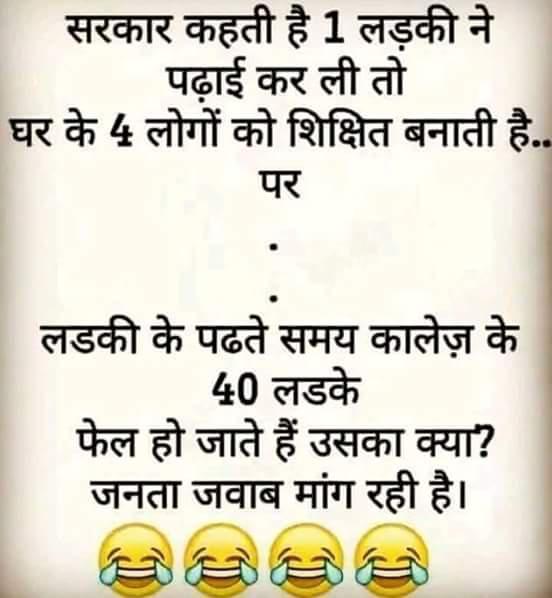 सरकार कहती है 1 लड़की ने
पढ़ाई कर ली तो
घर के 4 लोगों को शिक्षित बनाती है..
पर
.
.
लडकी के पढते समय कालेज़ के
40 लडके
फेल हो जाते हैं उसका क्या?
जनता जवाब मांग रही है।